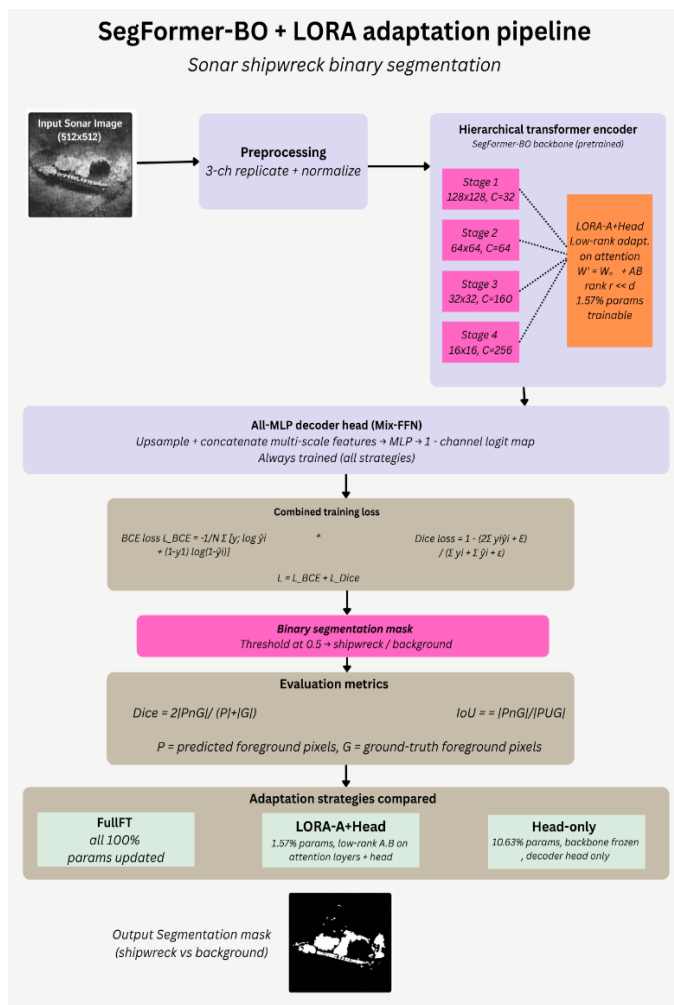 SegFormer-BO + LORA adaptation pipeline
Sonar shipwreck binary segmentation
Input Sonar Image
(512x512)
Preprocessing
3-ch replicate + normalize
Hierarchical transformer encoder
SegFormer-BO backbone (pretrained)
Stage 1
128x128, C=32
Stage 2
64x64, C=64
Stage 3
32x32, C=160
Stage 4
16x16, C=256
LORA-A+Head
Low-rank adapt.
on attention
W' = Wₒ + AB
rank r << d
1.57% params
trainable
All-MLP decoder head (Mix-FFN)
Upsample + concatenate multi-scale features → MLP → 1 - channel logit map
Always trained (all strategies)
Combined training loss
BCE loss L_BCE = -1/N Σ [y; log ŷi
+ (1-y1) log(1-ŷi)]
+
Dice loss = 1 - (2Σ yiŷi + Ɛ)
/ (Σ yi + Σ ŷi + ε)
L = L_BCE + L_Dice
Binary segmentation mask
Threshold at 0.5 → shipwreck / background
Evaluation metrics
Dice = 2|PnG|/ (P|+|G|)
IoU = = |PnG|/|PUG|
P = predicted foreground pixels, G = ground-truth foreground pixels
Adaptation strategies compared
FullFT
all 100%
params updated
LORA-A+Head
1.57% params, low-rank A.B on
attention layers + head
Head-only
10.63% params, backbone frozen
, decoder head only
Output Segmentation mask
(shipwreck vs background)